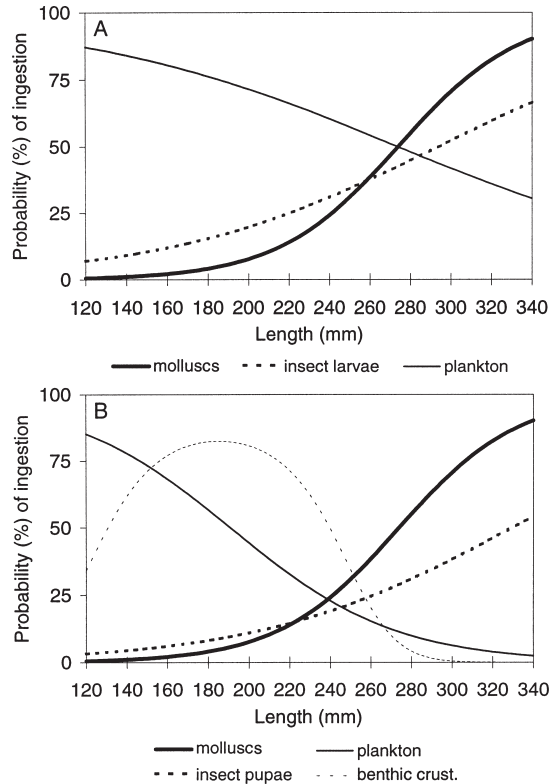 A
100
75
50
25
0
Probability (%) of ingestion
120 140 160 180 200 220 240 260 280 300 320 340
Length (mm)
molluscs insect larvae plankton
B
100
75
50
25
0
Probability (%) of ingestion
120 140 160 180 200 220 240 260 280 300 320 340
Length (mm)
molluscs plankton
insect pupae benthic crust.